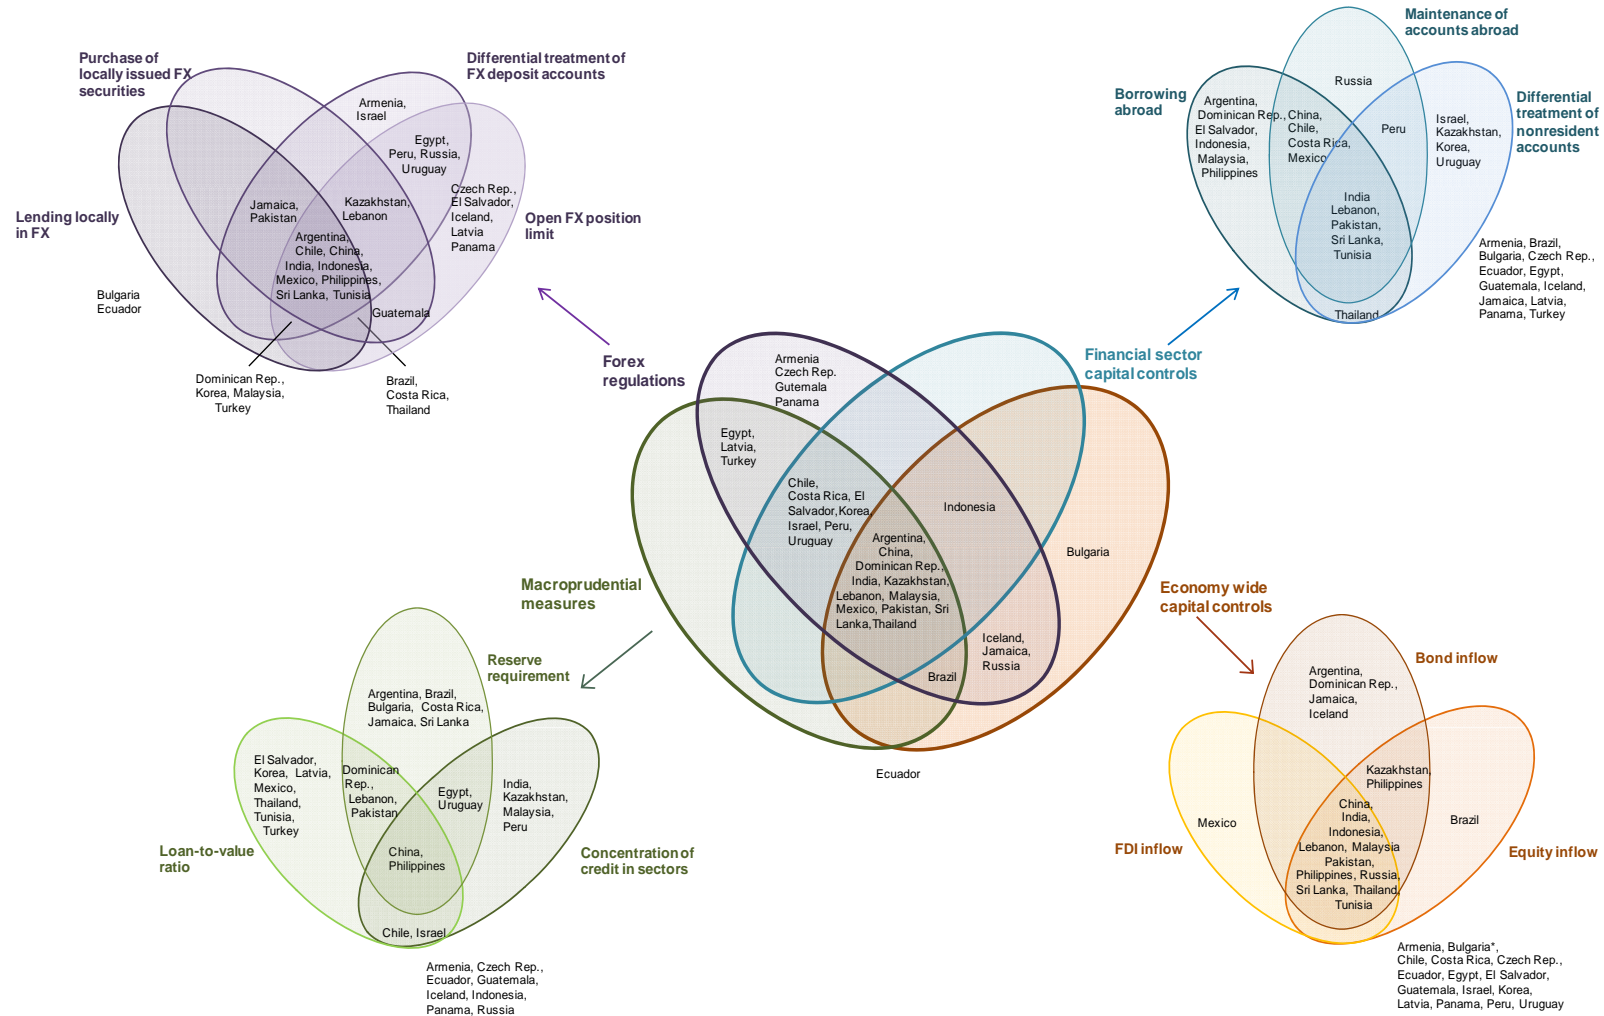 Purchase of
locally issued FX
securities
Differential treatment of
FX deposit accounts
Lending locally
in FX
Open FX position
limit
Armenia,
Israel
Egypt,
Peru, Russia,
Uruguay
Czech Rep.,
El Salvador,
Iceland,
Latvia
Panama
Jamaica,
Pakistan
Kazakhstan,
Lebanon
Argentina,
Chile, China,
India, Indonesia,
Mexico, Philippines,
Sri Lanka, Tunisia
Guatemala
Bulgaria
Ecuador
Dominican Rep.,
Korea, Malaysia,
Turkey
Brazil,
Costa Rica,
Thailand
Maintenance of
accounts abroad
Borrowing
abroad
Differential
treatment of
nonresident
accounts
Russia
Argentina,
Dominican Rep.,
El Salvador,
Indonesia,
Malaysia,
Philippines
China,
Chile,
Costa Rica,
Mexico
Peru
Israel,
Kazakhstan,
Korea,
Uruguay
India
Lebanon,
Pakistan,
Sri Lanka,
Tunisia
Thailand
Armenia, Brazil,
Bulgaria, Czech Rep.,
Ecuador, Egypt,
Guatemala, Iceland,
Jamaica, Latvia,
Panama, Turkey
Forex
regulations
Financial sector
capital controls
Macroprudential
measures
Economy wide
capital controls
Armenia
Czech Rep.
Gutemala
Panama
Egypt,
Latvia,
Turkey
Chile,
Costa Rica, El
Salvador,Korea,
Israel, Peru,
Uruguay
Indonesia
Argentina,
China,
Dominican Rep.,
India, Kazakhstan,
Lebanon, Malaysia,
Mexico, Pakistan, Sri
Lanka,Thailand
Bulgaria
Iceland,
Jamaica,
Russia
Brazil
Ecuador
Reserve
requirement
Loan-to-value
ratio
Concentration of
credit in sectors
Argentina, Brazil,
Bulgaria, Costa Rica,
Jamaica, Sri Lanka
El Salvador,
Korea, Latvia,
Mexico,
Thailand,
Tunisia,
Turkey
Dominican
Rep.,
Lebanon,
Pakistan
Egypt,
Uruguay
India,
Kazakhstan,
Malaysia,
Peru
China,
Philippines
Chile, Israel
Armenia, Czech Rep.,
Ecuador, Guatemala,
Iceland, Indonesia,
Panama, Russia
Bond inflow
FDI inflow
Equity inflow
Argentina,
Dominican Rep.,
Jamaica,
Iceland
Kazakhstan,
Philippines
Mexico
China,
India,
Indonesia,
Lebanon, Malaysia
Pakistan,
Philippines, Russia,
Sri Lanka, Thailand,
Tunisia
Brazil
Armenia, Bulgaria*,
Chile, Costa Rica, Czech Rep.,
Ecuador, Egypt, El Salvador,
Guatemala, Israel, Korea,
Latvia, Panama, Peru, Uruguay